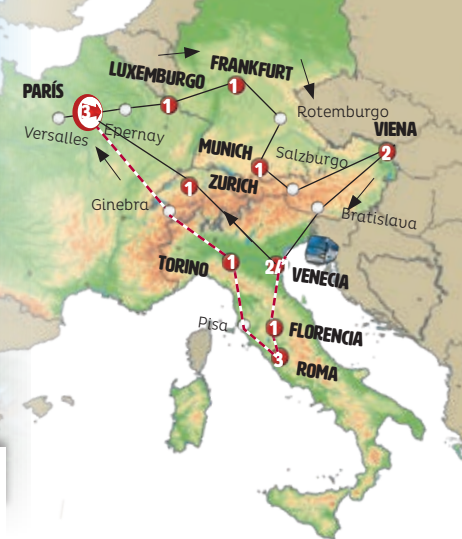 FRANKFURT
LUXEMBURGO
1
1
PARÍS
3
Rotemburgo
Epernay
Versalles
VIENA
2
MUNICH
1
Salzburgo
ZURICH
1
Ginebra
Bratislava
TORINO
1
2/1
VENECIA
Pisa
1
FLORENCIA
3
ROMA